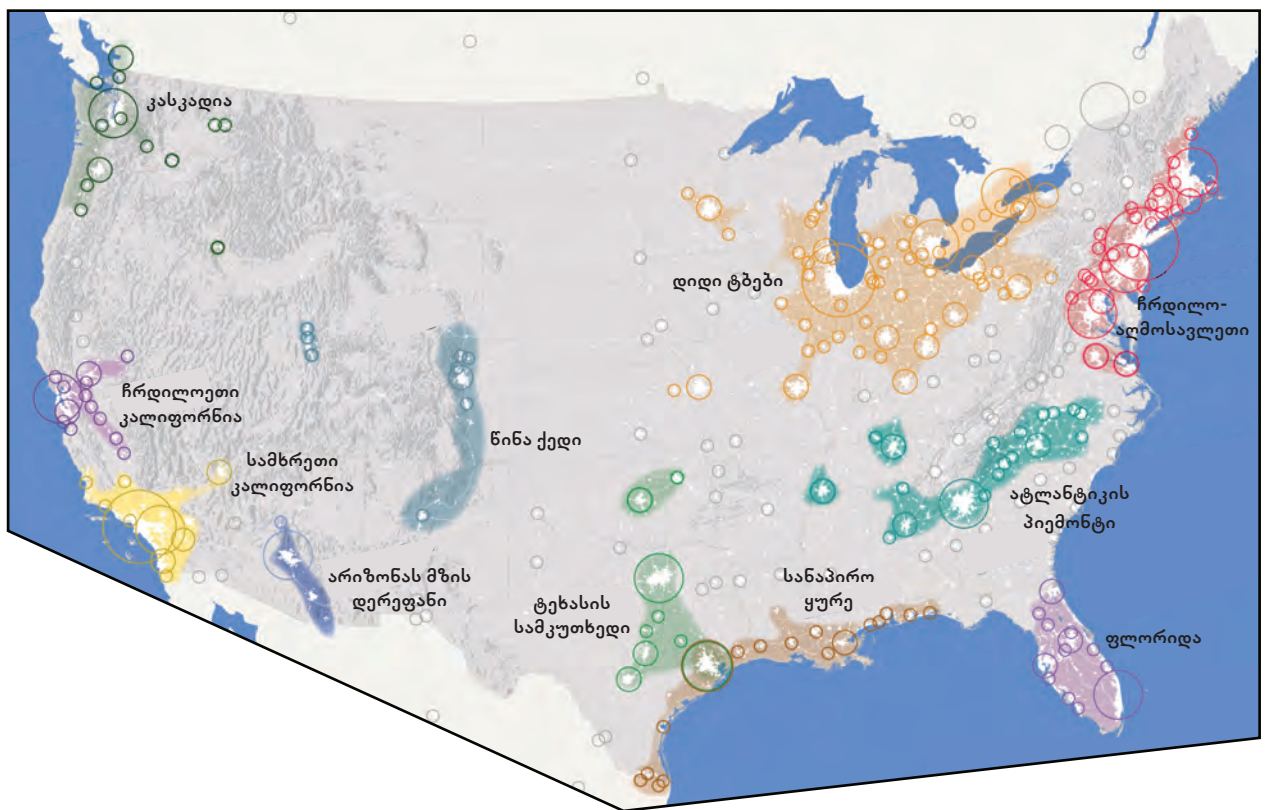 კასკადია
დიდი ტბები
ჩრდილო-
აღმოსავლეთი
ჩრდილოეთი
კალიფორნია
წინა ქედი
სამხრეთი
კალიფორნია
ატლანტიკის
პიემონტი
არიზონას მზის
დერეფანი
სანაპირო
ყურე
ტეხასის
სამკუთხედი
ფლორიდა